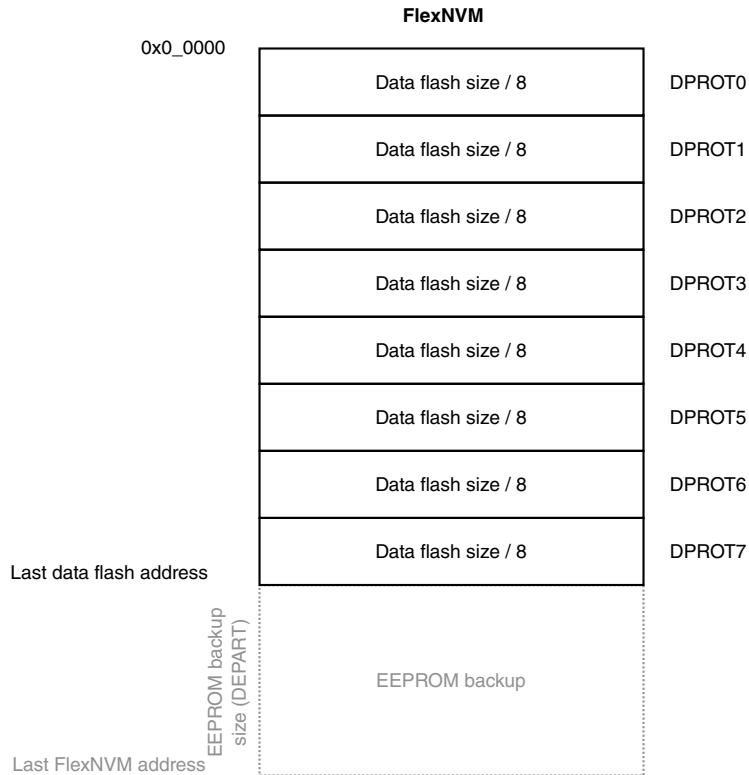 FlexNVM
0x0_0000
Data flash size / 8
DPROT0
Data flash size / 8
DPROT1
Data flash size / 8
DPROT2
Data flash size / 8
DPROT3
Data flash size / 8
DPROT4
Data flash size / 8
DPROT5
Data flash size / 8
DPROT6
Data flash size / 8
DPROT7
Last data flash address
EEPROM backup
size (DEPART)
EEPROM backup
Last FlexNVM address